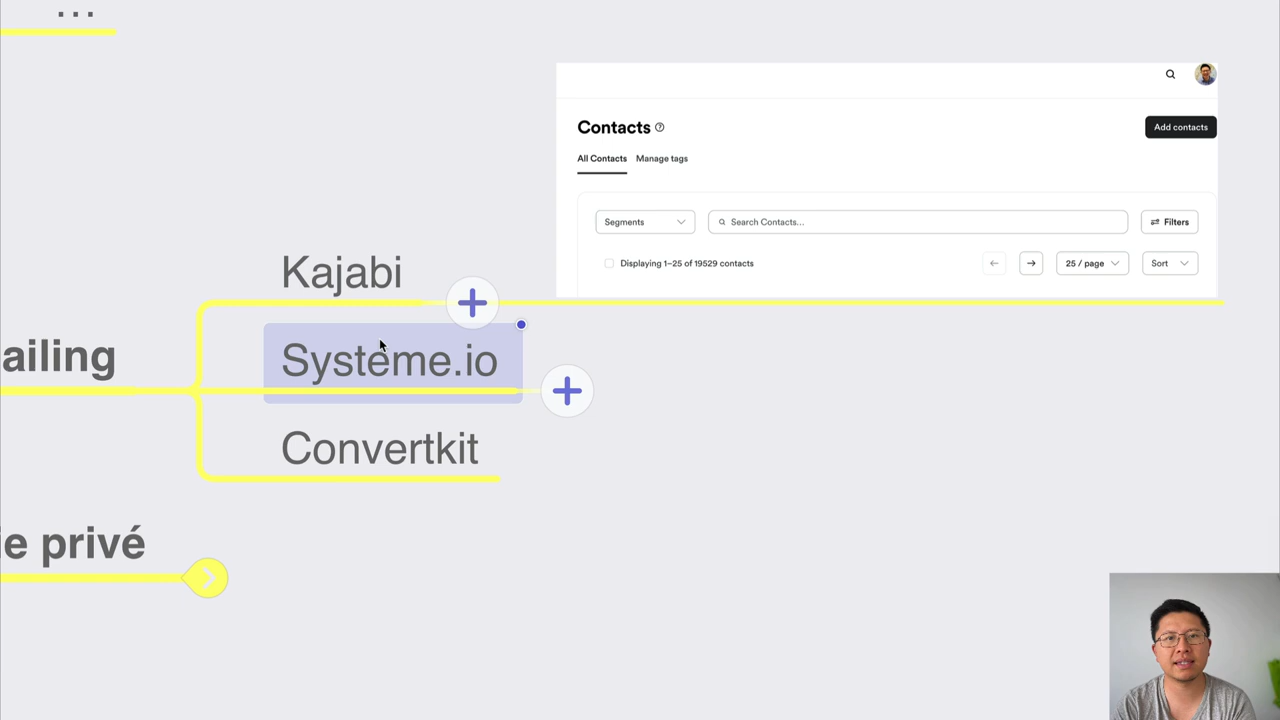 ...
Contacts
Add contacts
All Contacts Manage tags
Segments Search Contacts... Filters
Displaying 1–25 of 19529 contacts 25 / page Sort
Kajabi
ailing
Systeme.io
Convertkit
ie privé